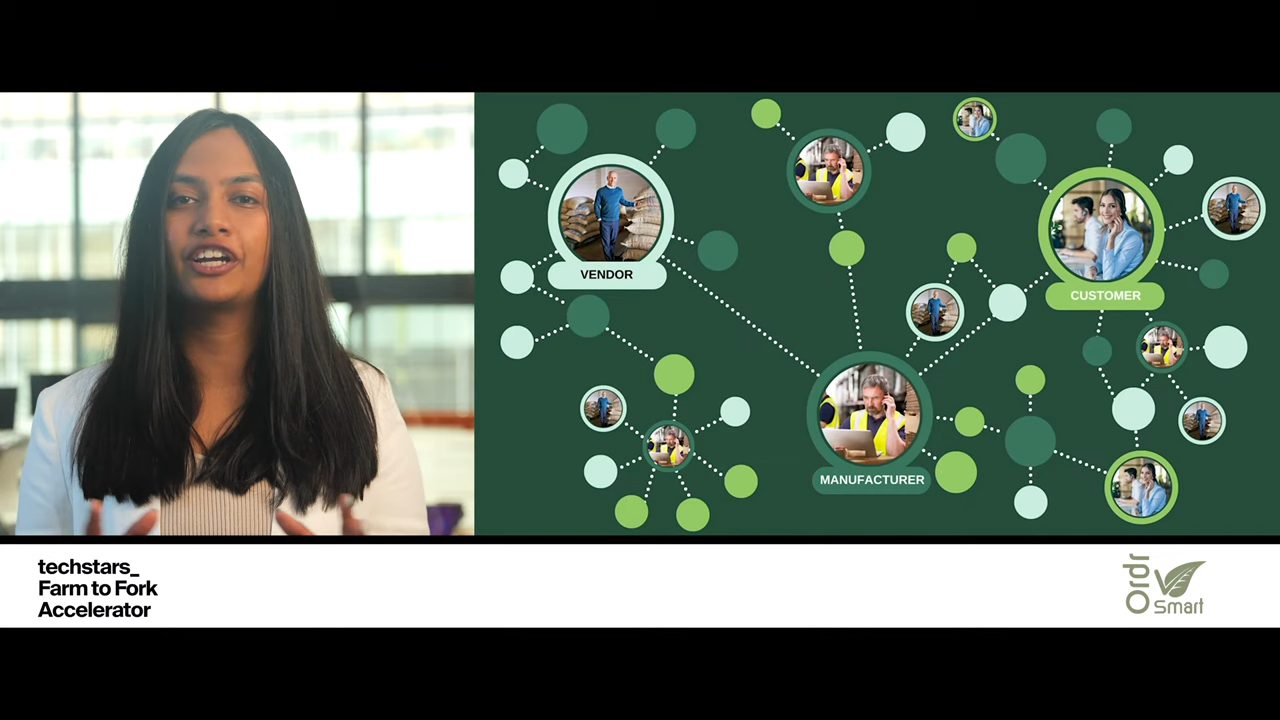 VENDOR
CUSTOMER
MANUFACTURER
techstars_
Farm to Fork
Accelerator
Ordr
Smart